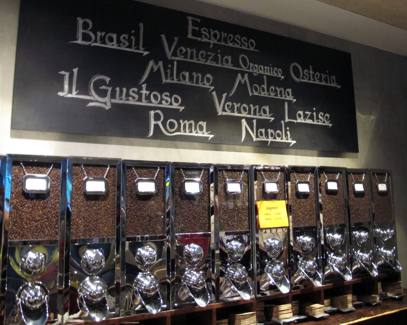 Espresso
Brasil Venezia Organico Osteria
Milano Modena
Il Gustoso Verona Lazise
Roma Napoli